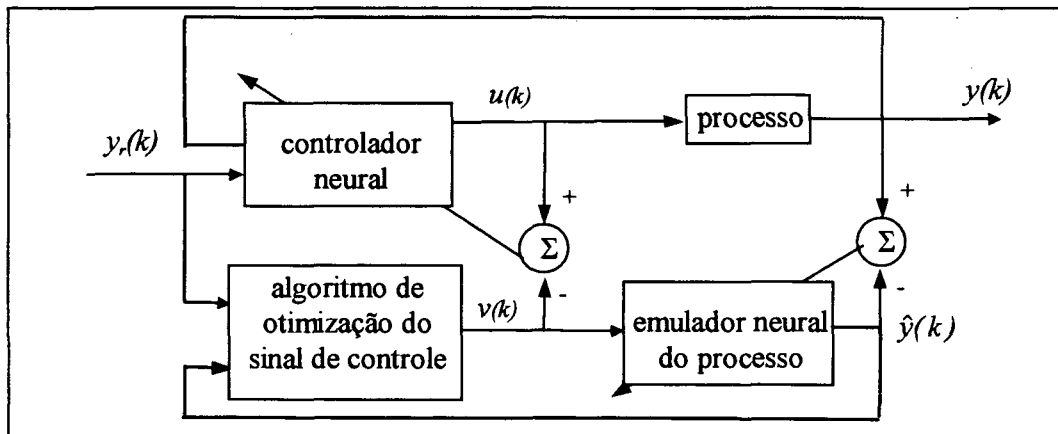 u(k)
y(k)
processo
y_r(k)
controlador
neural
+
+
Σ
Σ
-
-
algoritmo de
otimização do
sinal de controle
v(k)
emulador neural
do processo
ŷ(k)